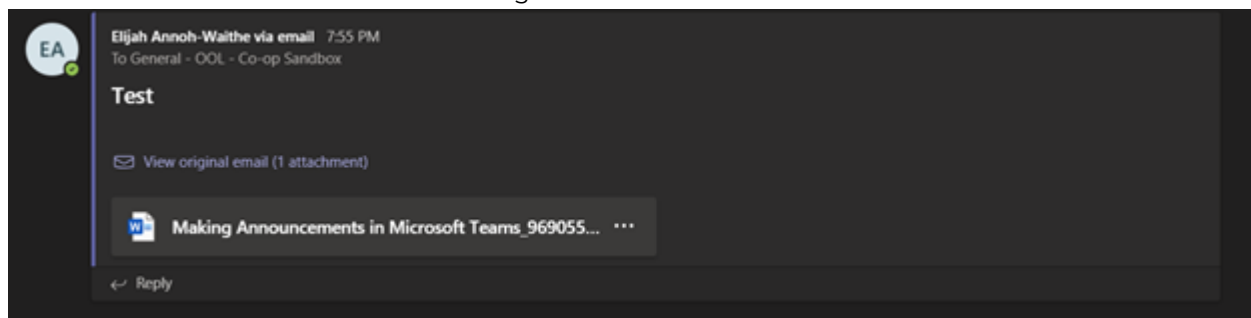 EA
Elijah Annoh-Waithe via email 7:55 PM
To General - OOL - Co-op Sandbox
Test
View original email (1 attachment)
Making Announcements in Microsoft Teams_969055... ...
Reply